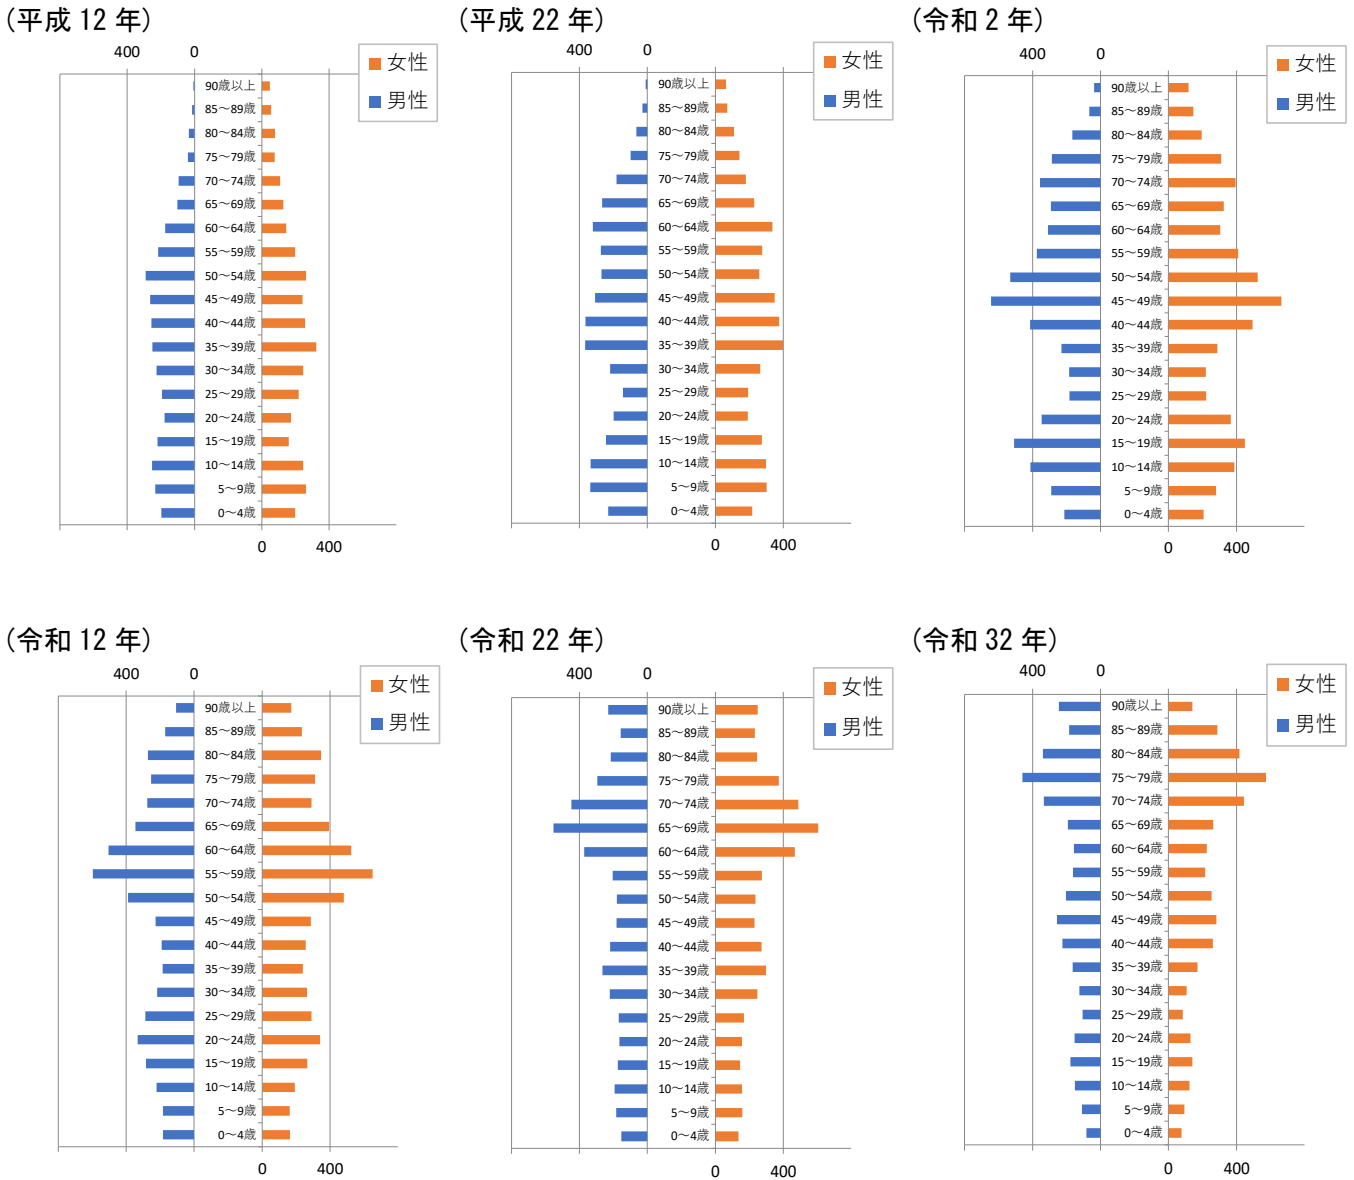 (平成 12 年)
400 0
女性
男性
90歳以上
85～89歳
80～84歳
75～79歳
70～74歳
65～69歳
60～64歳
55～59歳
50～54歳
45～49歳
40～44歳
35～39歳
30～34歳
25～29歳
20～24歳
15～19歳
10～14歳
5～9歳
0～4歳
0 400
(平成 22 年)
400 0
女性
男性
90歳以上
85～89歳
80～84歳
75～79歳
70～74歳
65～69歳
60～64歳
55～59歳
50～54歳
45～49歳
40～44歳
35～39歳
30～34歳
25～29歳
20～24歳
15～19歳
10～14歳
5～9歳
0～4歳
0 400
(令和 2 年)
400 0
女性
男性
90歳以上
85～89歳
80～84歳
75～79歳
70～74歳
65～69歳
60～64歳
55～59歳
50～54歳
45～49歳
40～44歳
35～39歳
30～34歳
25～29歳
20～24歳
15～19歳
10～14歳
5～9歳
0～4歳
0 400
(令和 12 年)
400 0
女性
男性
90歳以上
85～89歳
80～84歳
75～79歳
70～74歳
65～69歳
60～64歳
55～59歳
50～54歳
45～49歳
40～44歳
35～39歳
30～34歳
25～29歳
20～24歳
15～19歳
10～14歳
5～9歳
0～4歳
0 400
(令和 22 年)
400 0
女性
男性
90歳以上
85～89歳
80～84歳
75～79歳
70～74歳
65～69歳
60～64歳
55～59歳
50～54歳
45～49歳
40～44歳
35～39歳
30～34歳
25～29歳
20～24歳
15～19歳
10～14歳
5～9歳
0～4歳
0 400
(令和 32 年)
400 0
女性
男性
90歳以上
85～89歳
80～84歳
75～79歳
70～74歳
65～69歳
60～64歳
55～59歳
50～54歳
45～49歳
40～44歳
35～39歳
30～34歳
25～29歳
20～24歳
15～19歳
10～14歳
5～9歳
0～4歳
0 400